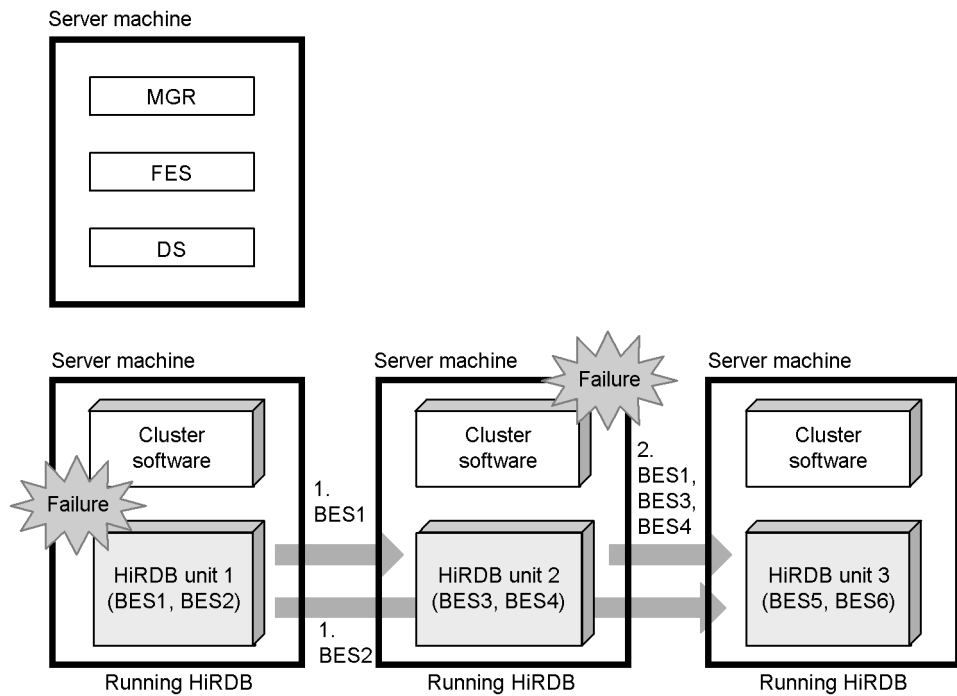 Server machine
MGR
FES
DS
Server machine
Server machine
Server machine
Failure
Cluster
software
Cluster
software
Cluster
software
Failure
1.
BES1
2.
BES1,
BES3,
BES4
HiRDB unit 1
(BES1, BES2)
HiRDB unit 2
(BES3, BES4)
HiRDB unit 3
(BES5, BES6)
1.
BES2
Running HiRDB
Running HiRDB
Running HiRDB